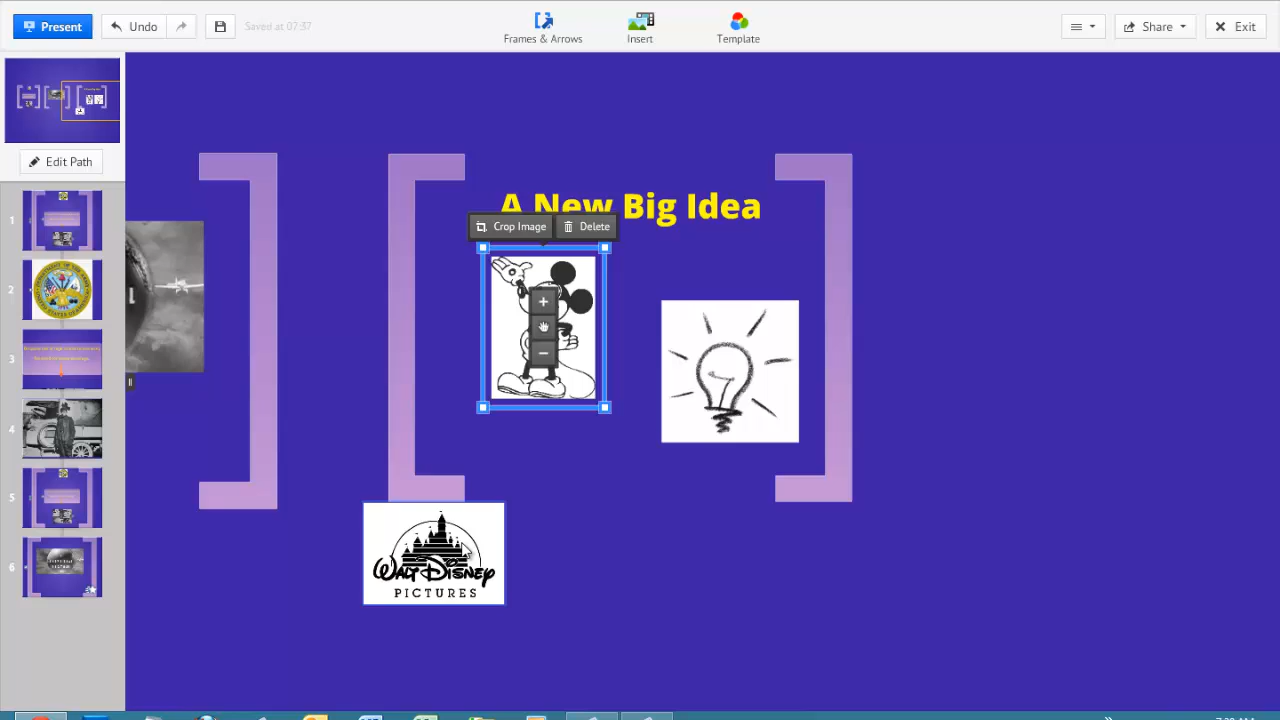 Present
Undo
Saved at 07:37
Frames & Arrows
Insert
Template
Share
Exit
Edit Path
1
2
3
4
5
6
A New Big Idea
Crop Image
Delete
WALT DISNEY
PICTURES